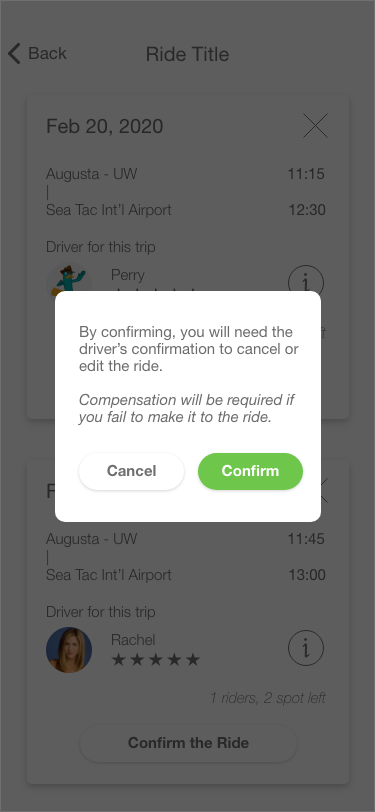 Back
Ride Title
Feb 20, 2020
Augusta - UW
11:15
|
Sea Tac Int’l Airport
12:30
Driver for this trip
Perry
i
By confirming, you will need the
driver’s confirmation to cancel or
edit the ride.
Compensation will be required if
you fail to make it to the ride.
Cancel
Confirm
Augusta - UW
11:45
|
Sea Tac Int’l Airport
13:00
Driver for this trip
Rachel
★★★★★
i
1 riders, 2 spot left
Confirm the Ride